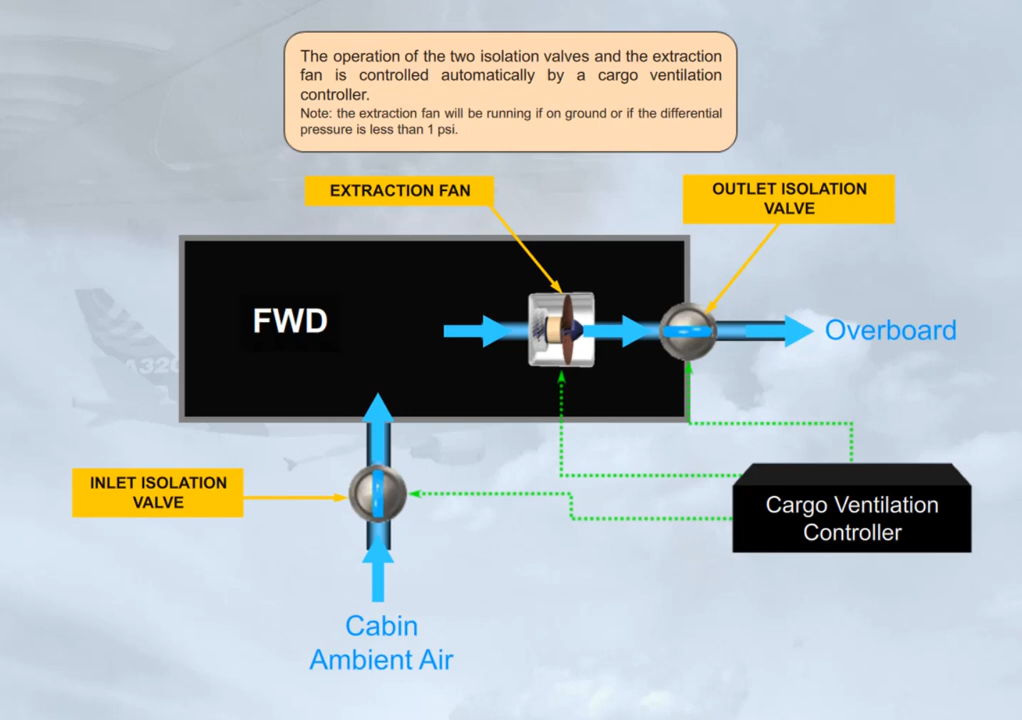 The operation of the two isolation valves and the extraction
fan is controlled automatically by a cargo ventilation
controller.
Note: the extraction fan will be running if on ground or if the differential
pressure is less than 1 psi.
EXTRACTION FAN
OUTLET ISOLATION
VALVE
FWD
Overboard
A320
INLET ISOLATION
VALVE
Cargo Ventilation
Controller
Cabin
Ambient Air